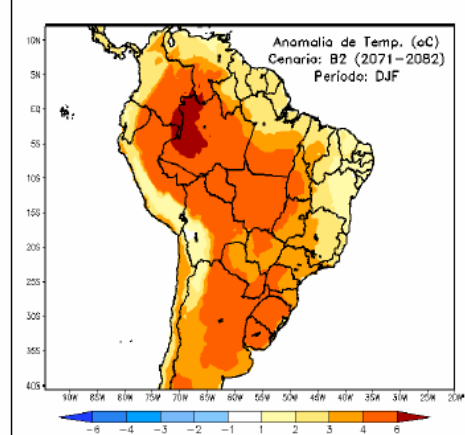 Anomalia de Temp. (oC)
Cenario: B2 (2071-2082)
Periodo: DJF
12N
10N
5N
EQ
5S
10S
15S
20S
25S
30S
35S
40S
90W 85W 80W 75W 70W 65W 60W 55W 50W 45W 40W 35W 30W 25W 20W
-6 -4 -3 -2 -1 1 2 3 4 6